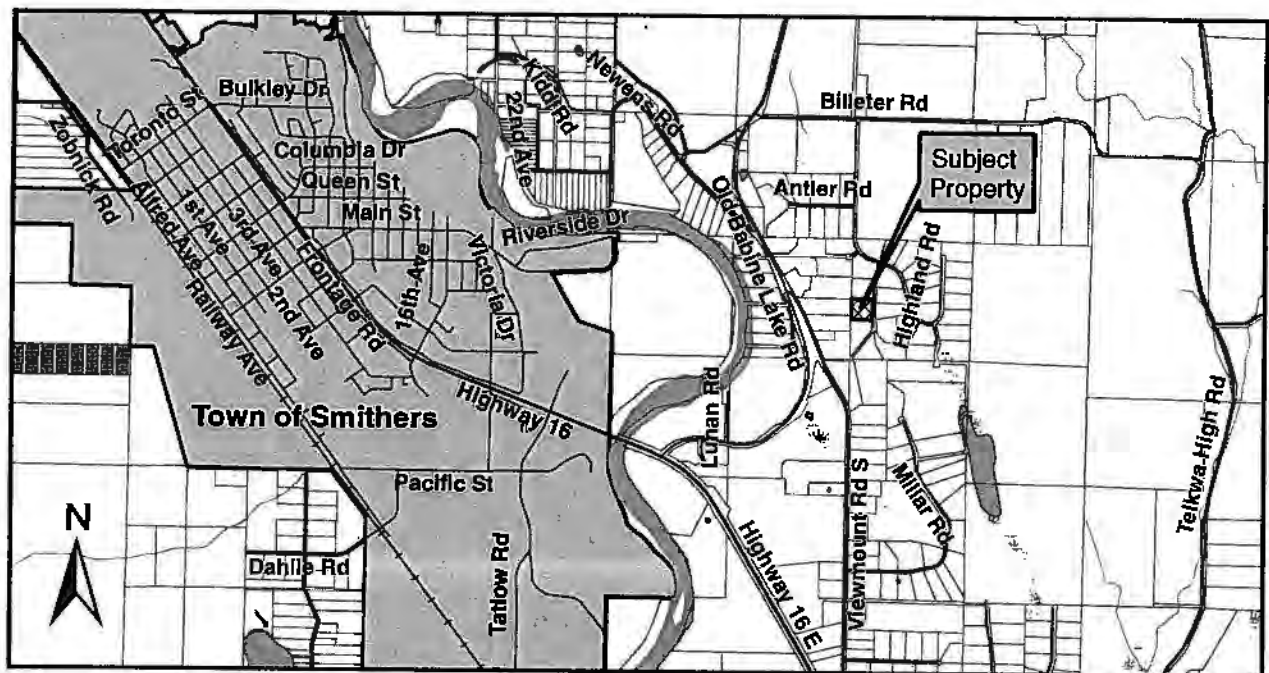 Bulkley Dr
Toronto St
Zobnick Rd
Columbia Dr
Queen St
Main St
Alfred Ave
1st Ave
3rd Ave
2nd Ave
Railway Ave
Frontage Rd
16th Ave
Victoria Dr
Riverside Dr
22nd Ave
Kidd Rd
Newens Rd
Billeter Rd
Subject
Property
Antler Rd
Old Babine Lake Rd
Highland Rd
Highway 16
Town of Smithers
Lunan Rd
Pacific St
N
Dahlie Rd
Tatlow Rd
Highway 16 E
Viewmount Rd S
Millar Rd
Telkwa-High Rd